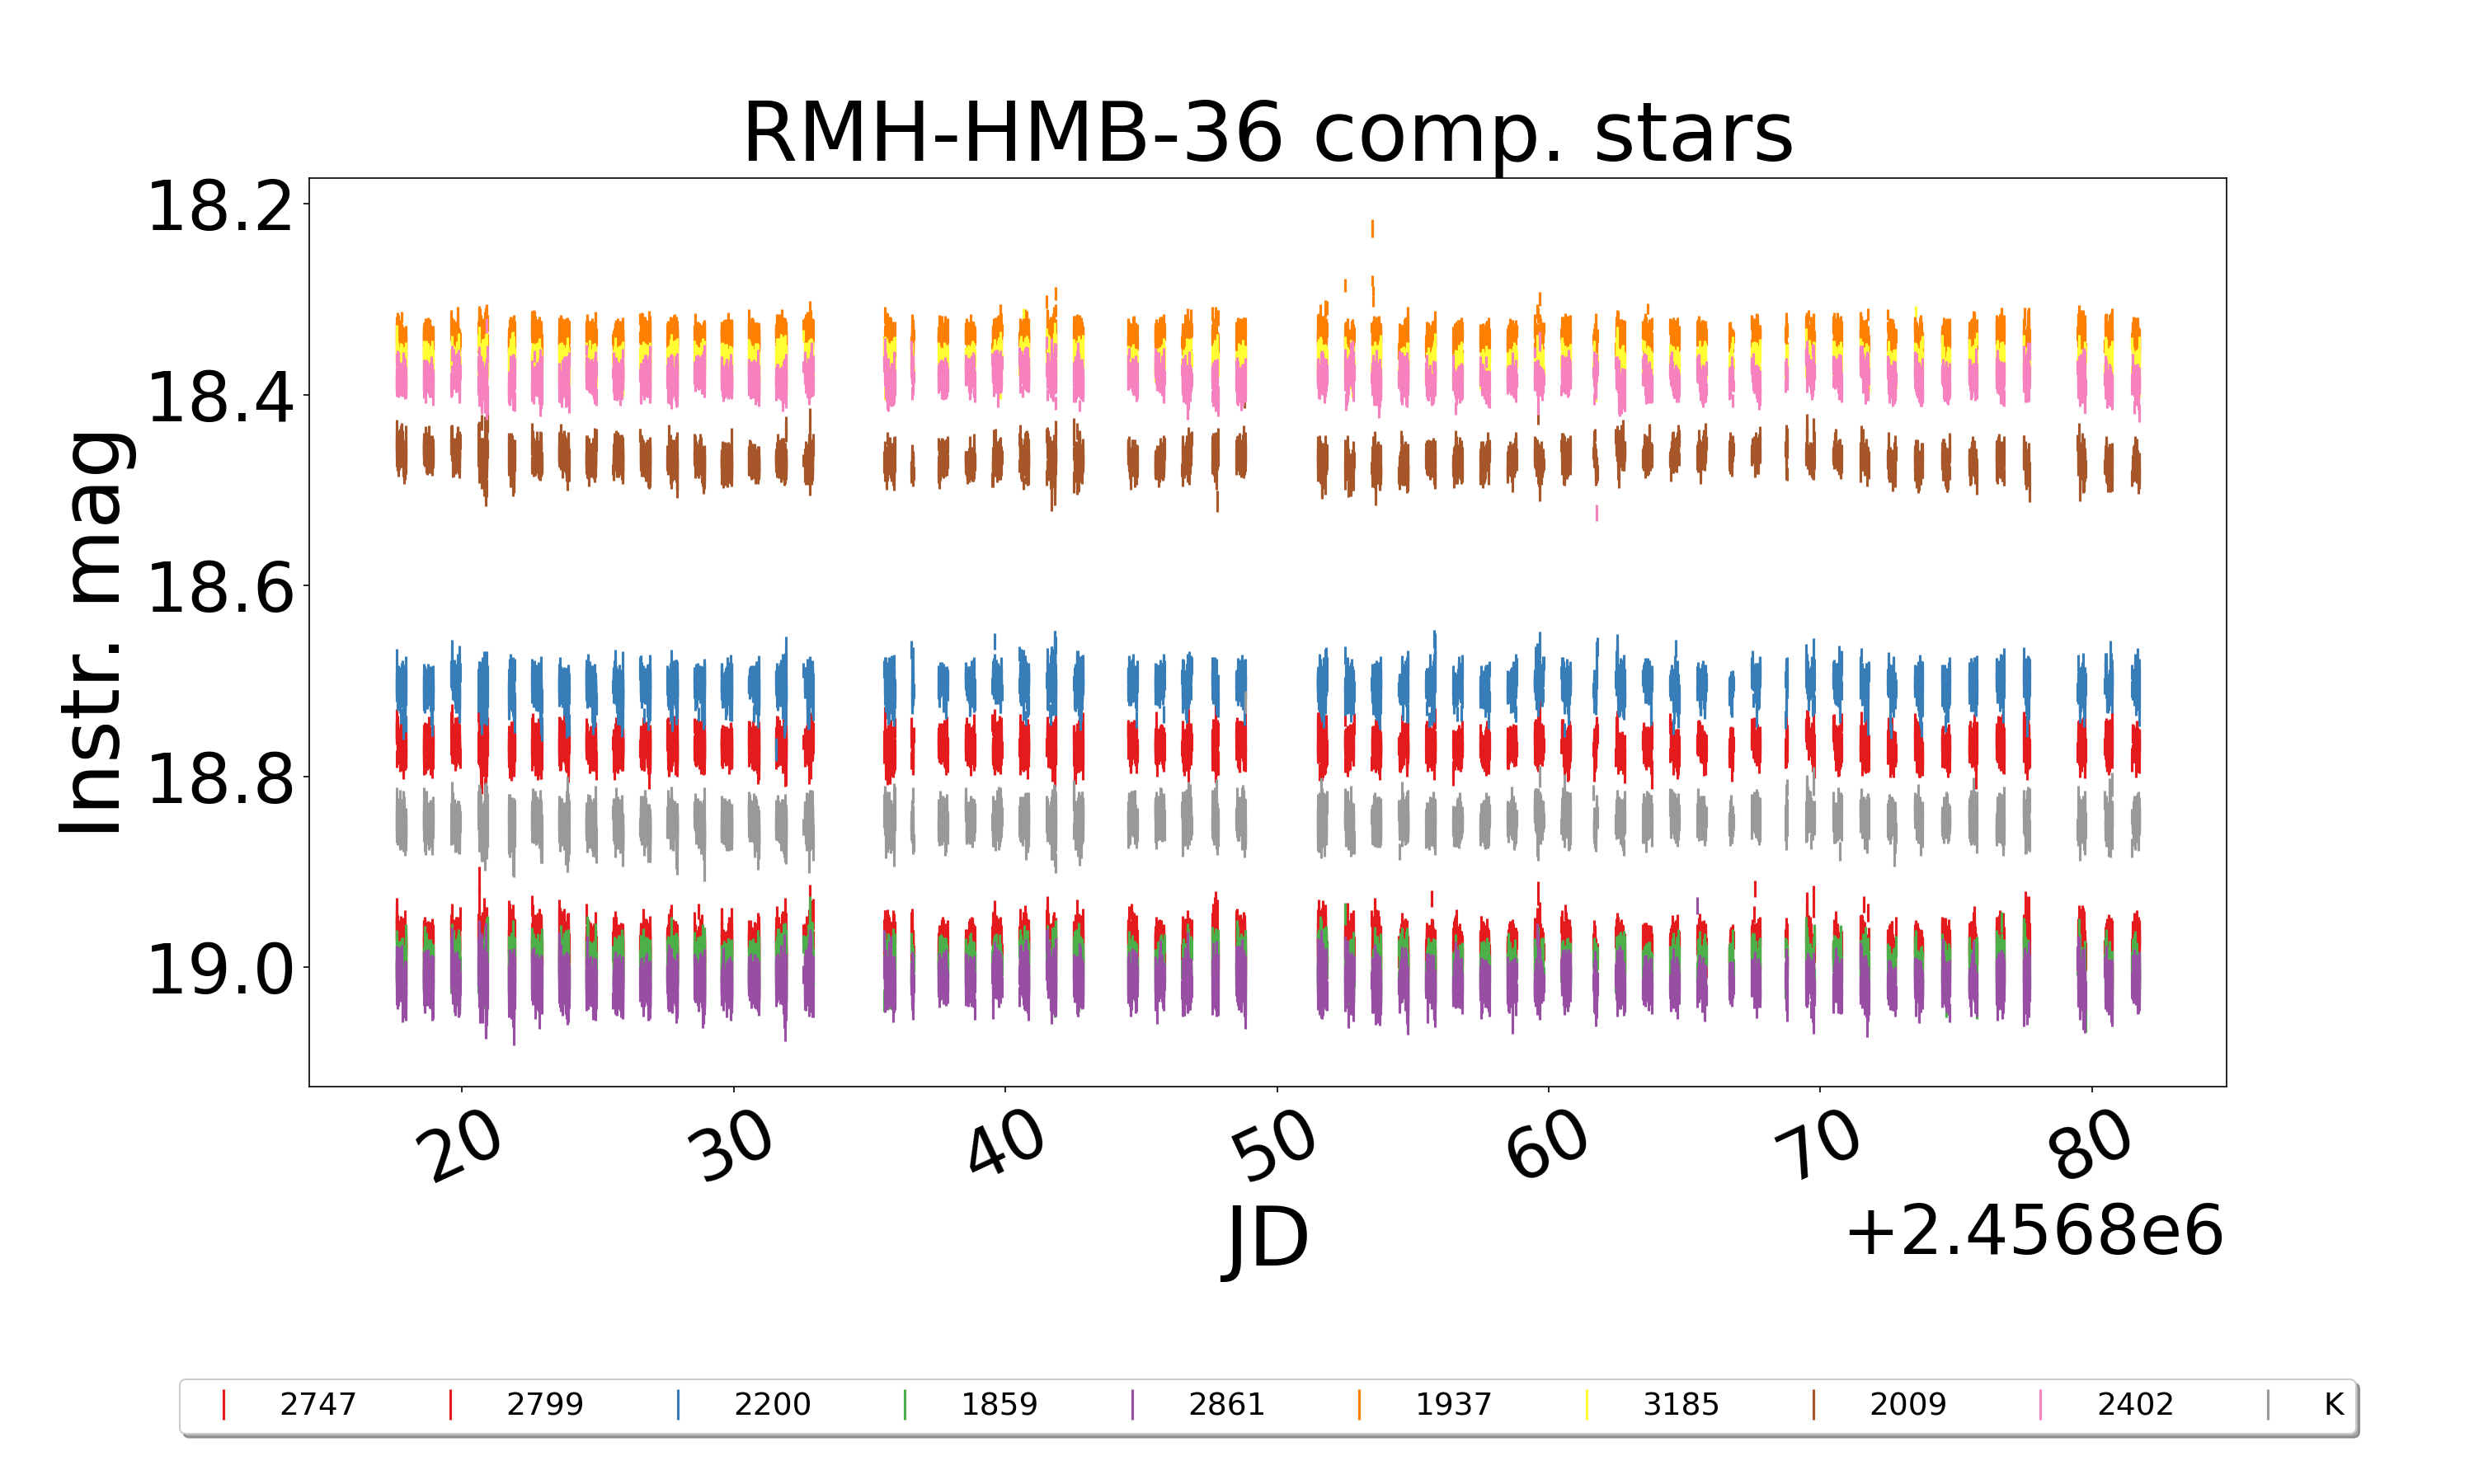 RMH-HMB-36 comp. stars
Instr. mag
18.2
18.4
18.6
18.8
19.0
20 30 40 50 60 70 80
JD
+2.4568e6
2747 2799 2200 1859 2861 1937 3185 2009 2402 K